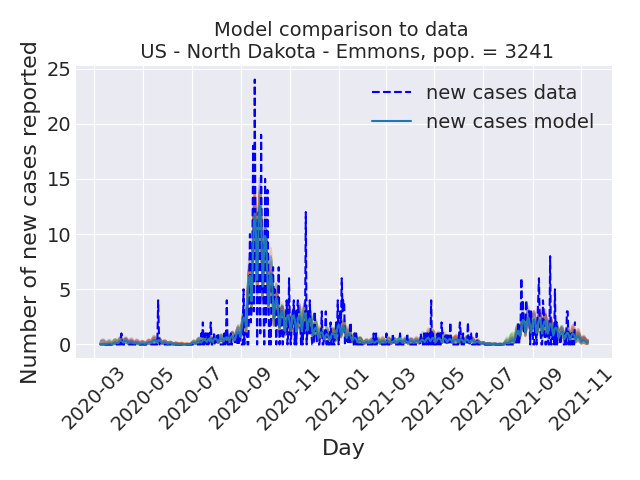 Model comparison to data
US - North Dakota - Emmons, pop. = 3241
Number of new cases reported
25
20
15
10
5
0
new cases data
new cases model
2020-03
2020-05
2020-07
2020-09
2020-11
2021-01
2021-03
2021-05
2021-07
2021-09
2021-11
Day